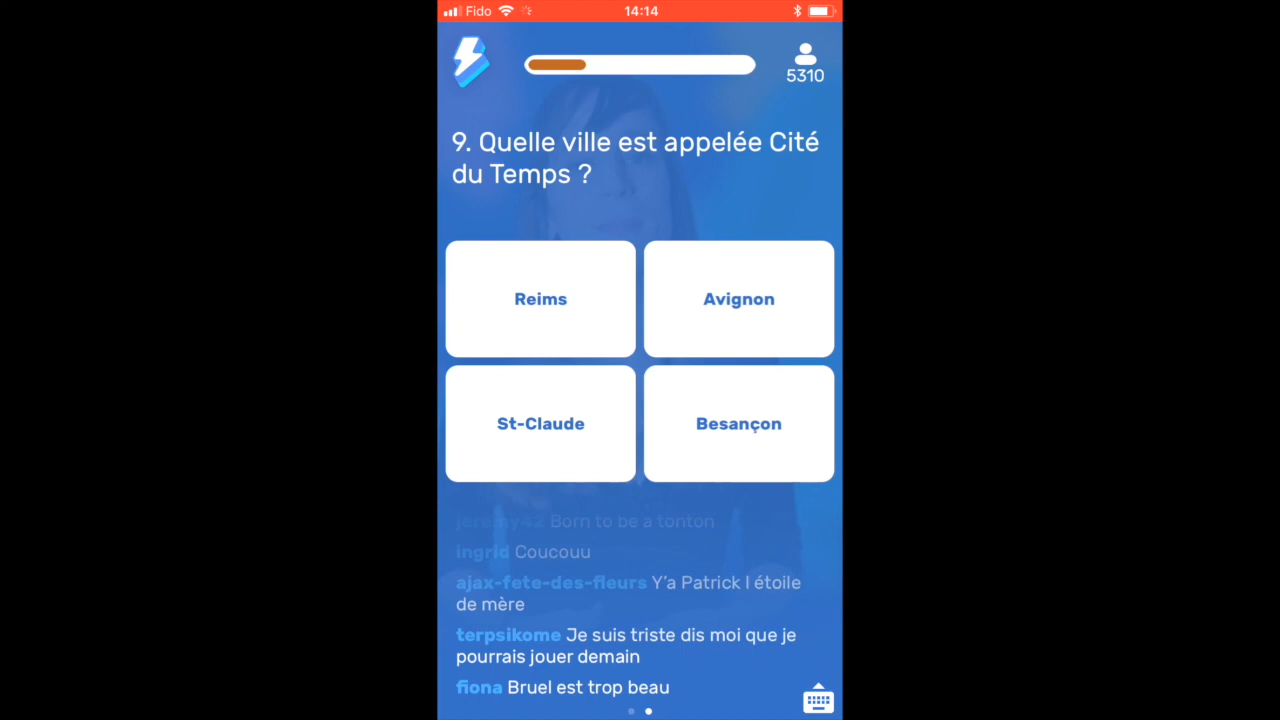 Fido
14:14
5310
9. Quelle ville est appelée Cité
du Temps ?
Reims
Avignon
St-Claude
Besançon
jeremy42 Born to be a tonton
ingrid Coucouu
ajax-fete-des-fleurs Y'a Patrick l étoile
de mère
terpsikome Je suis triste dis moi que je
pourrais jouer demain
fiona Bruel est trop beau